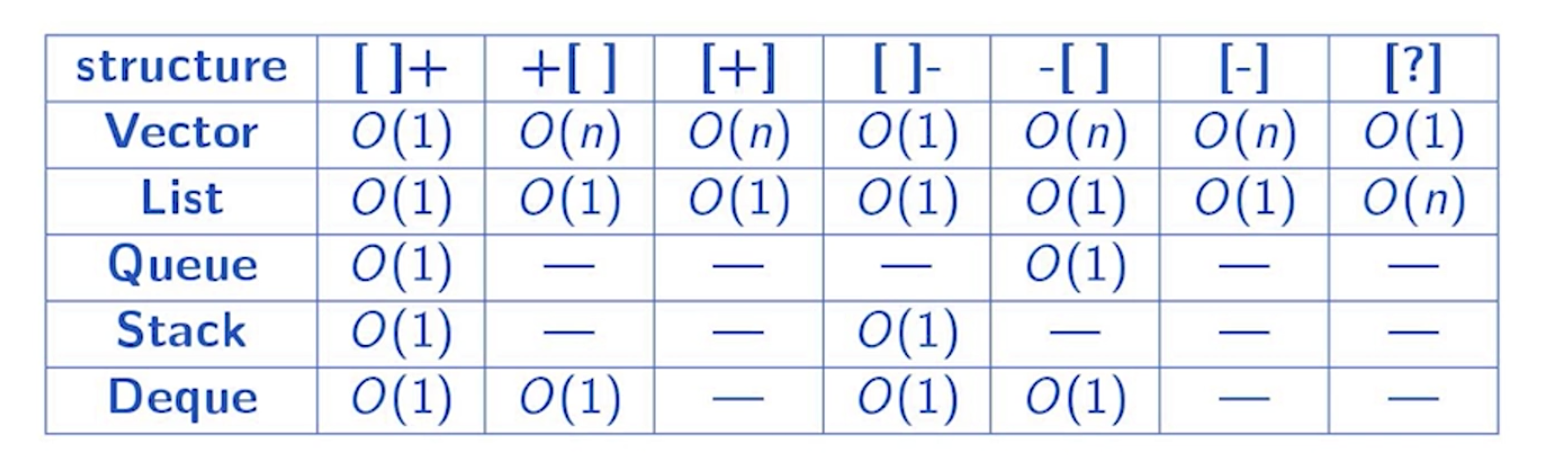 structure [ ]+ +[ ] [+] [ ]- -[ ] [-] [?]
Vector O(1) O(n) O(n) O(1) O(n) O(n) O(1)
List O(1) O(1) O(1) O(1) O(1) O(1) O(n)
Queue O(1) — — — O(1) — —
Stack O(1) — — O(1) — — —
Deque O(1) O(1) — O(1) O(1) — —